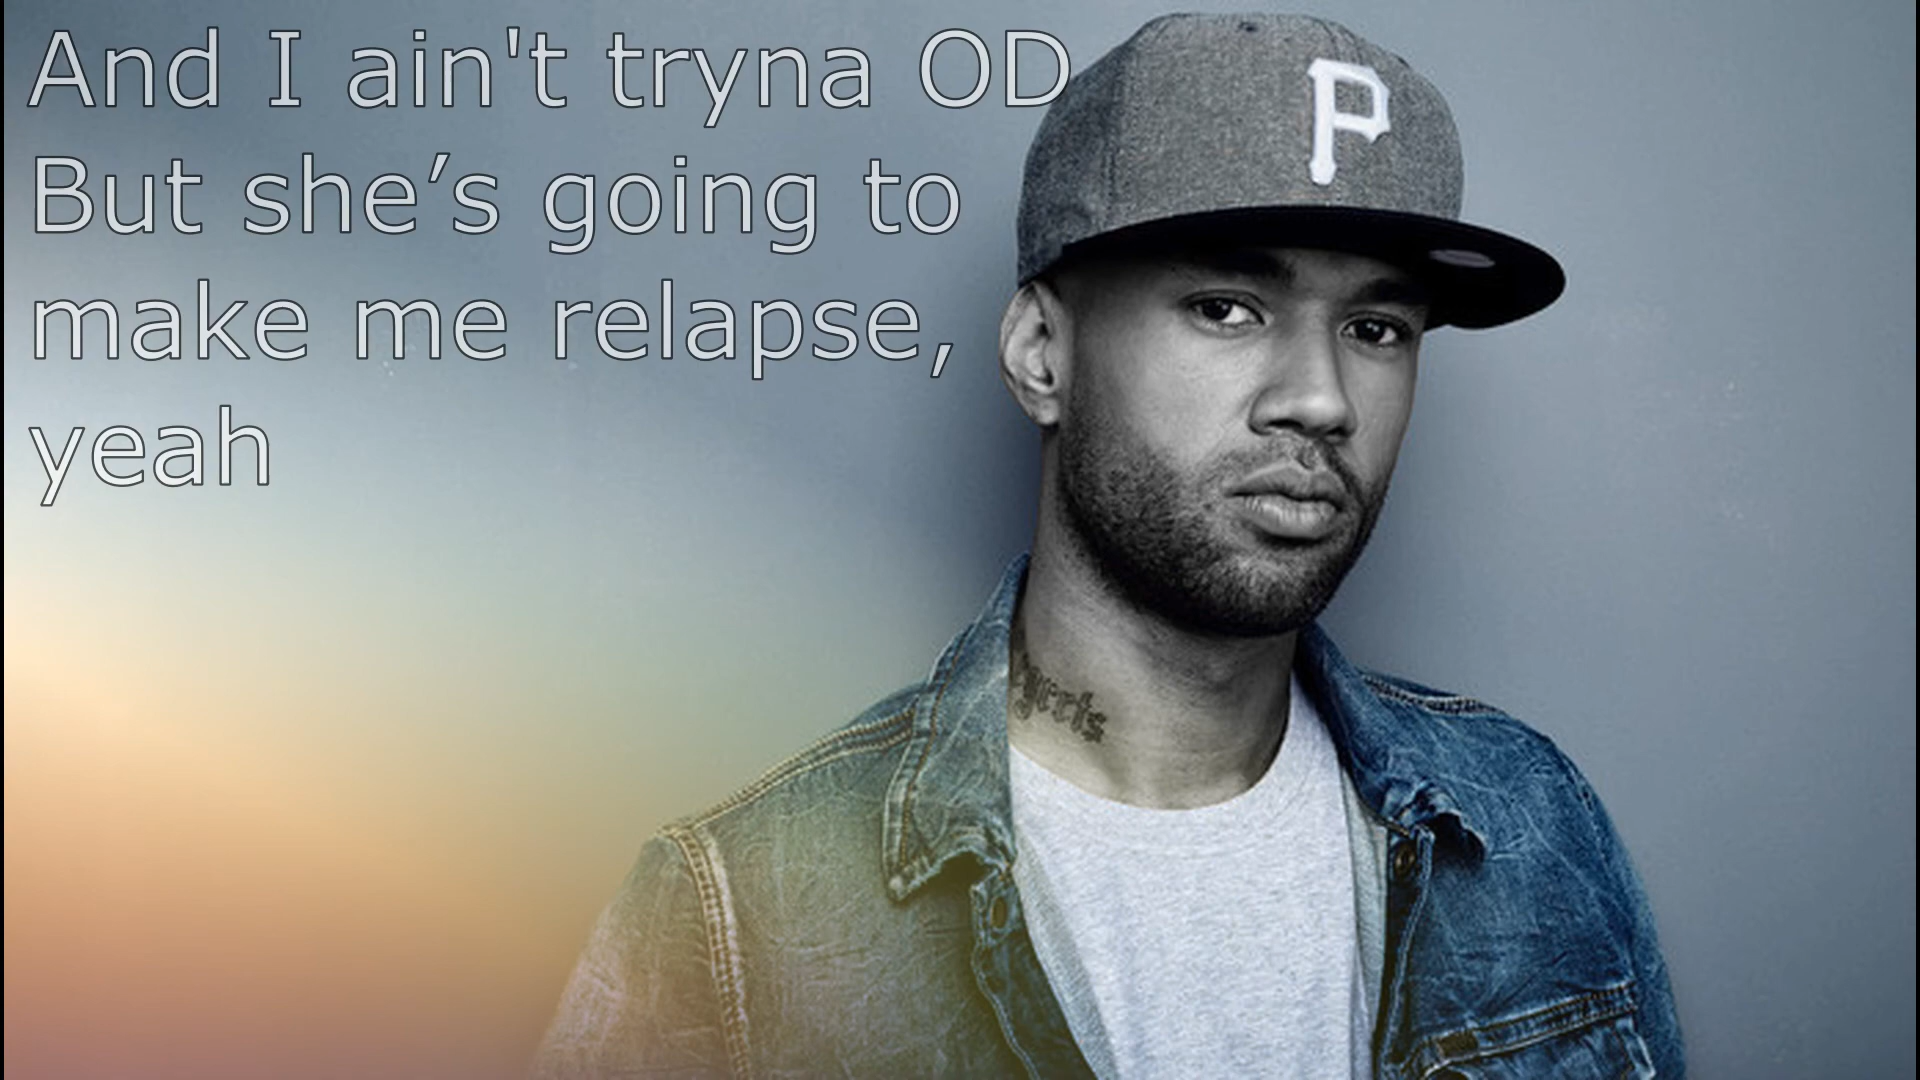 And I ain't tryna OD
But she’s going to
make me relapse,
yeah
P